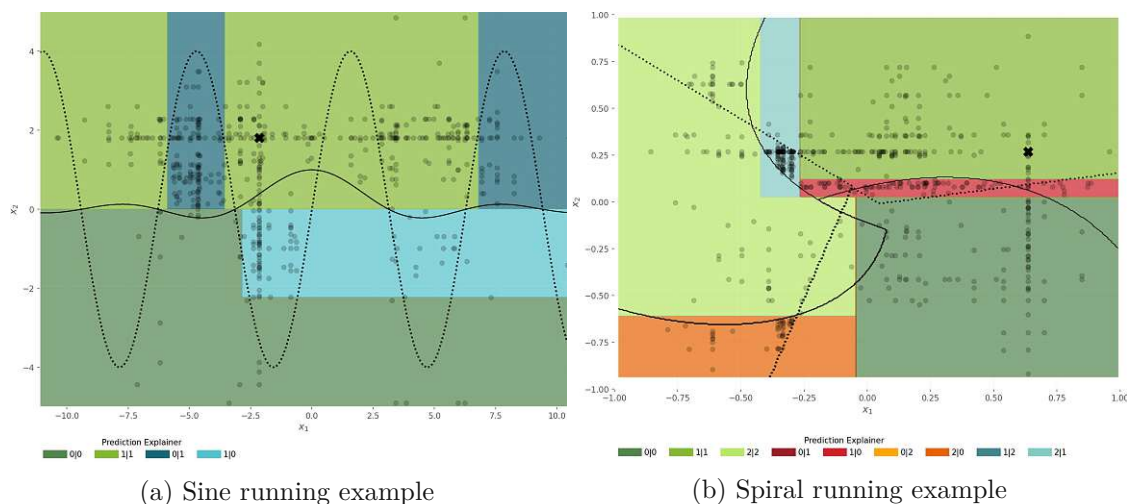 4
2
0
−2
−4
x₂
−10.0 −7.5 −5.0 −2.5 0.0 2.5 5.0 7.5 10.0
x₁
Prediction Explainer
0|0 1|1 0|1 1|0
(a) Sine running example
1.00
0.75
0.50
0.25
0.00
−0.25
−0.50
−0.75
−1.00
x₂
−1.00 −0.75 −0.50 −0.25 0.00 0.25 0.50 0.75 1.00
x₁
Prediction Explainer
0|0 1|1 2|2 0|1 1|0 0|2 2|0 1|2 2|1
(b) Spiral running example